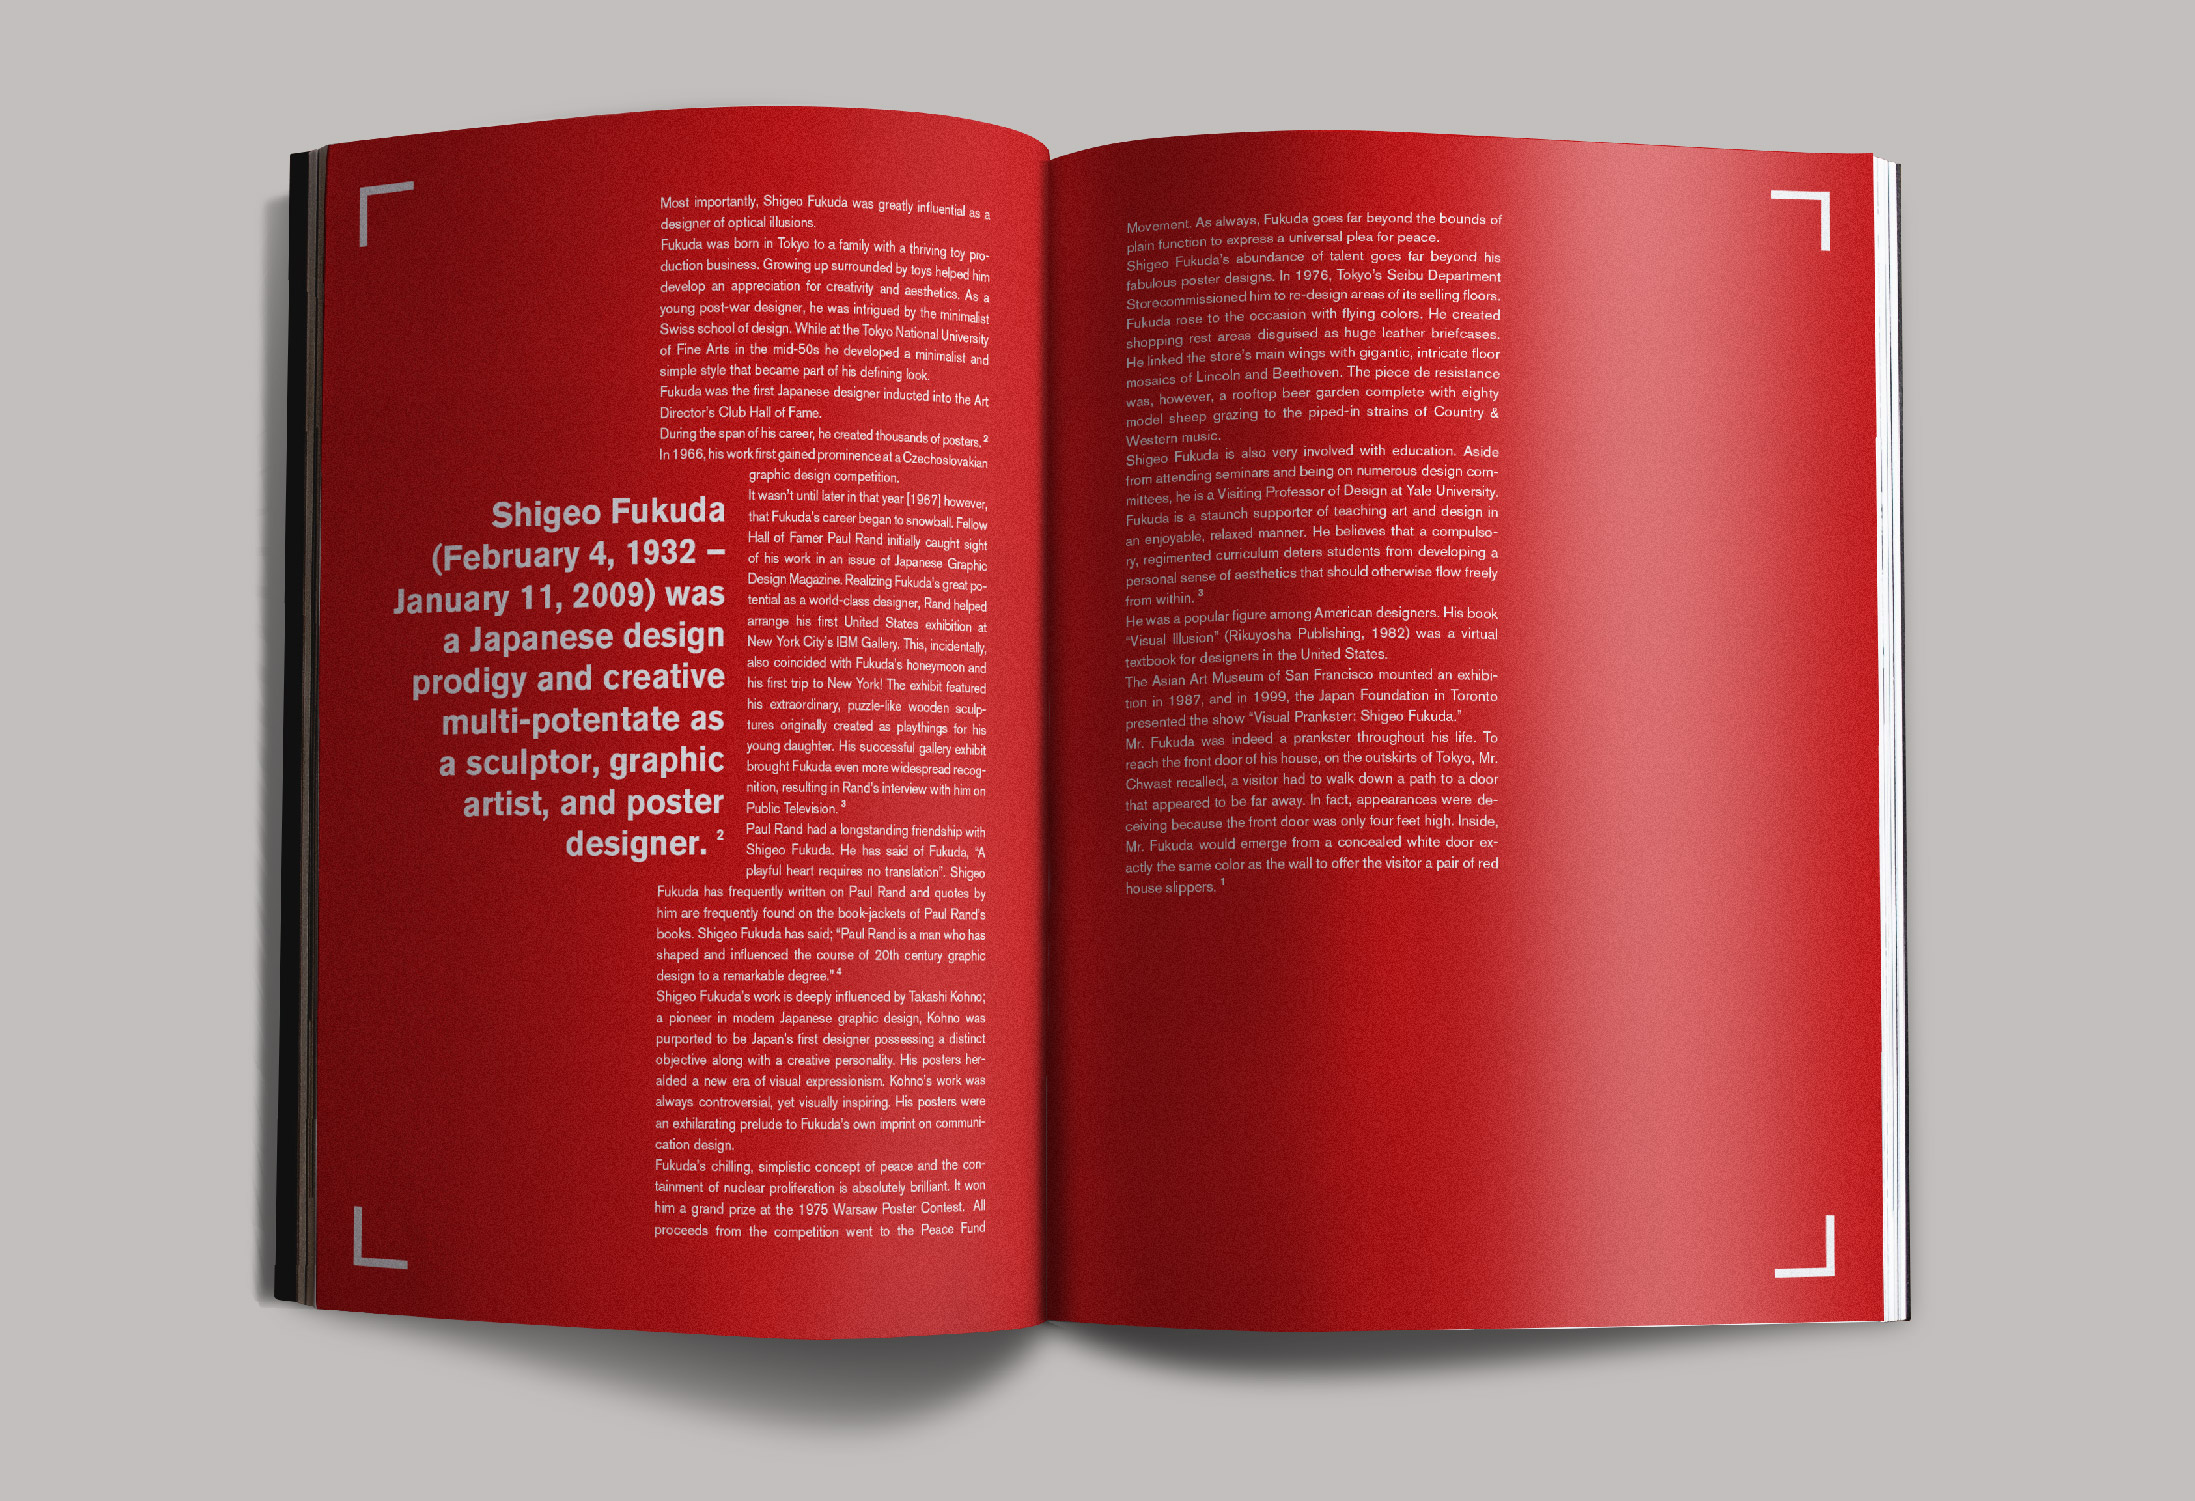 Most importantly, Shigeo Fukuda was greatly influential as a
designer of optical illusions.
Fukuda was born in Tokyo to a family with a thriving toy pro-
duction business. Growing up surrounded by toys helped him
develop an appreciation for creativity and aesthetics. As a
young post-war designer, he was intrigued by the minimalist
Swiss school of design. While at the Tokyo National University
of Fine Arts in the mid-50s he developed a minimalist and
simple style that became part of his defining look.
Fukuda was the first Japanese designer inducted into the Art
Director's Club Hall of Fame.
During the span of his career, he created thousands of posters. 2
In 1966, his work first gained prominence at a Czechoslovakian
graphic design competition.
It wasn't until later in that year [1967] however,
that Fukuda's career began to snowball. Fellow
Hall of Famer Paul Rand initially caught sight
of his work in an issue of Japanese Graphic
Design Magazine. Realizing Fukuda's great po-
tential as a world-class designer, Rand helped
arrange his first United States exhibition at
New York City's IBM Gallery. This, incidentally,
also coincided with Fukuda's honeymoon and
his first trip to New York! The exhibit featured
his extraordinary, puzzle-like wooden sculp-
tures originally created as playthings for his
young daughter. His successful gallery exhibit
brought Fukuda even more widespread recog-
nition, resulting in Rand's interview with him on
Public Television. 3
Paul Rand had a longstanding friendship with
Shigeo Fukuda. He has said of Fukuda, "A
playful heart requires no translation". Shigeo
Fukuda has frequently written on Paul Rand and quotes by
him are frequently found on the book-jackets of Paul Rand's
books. Shigeo Fukuda has said; "Paul Rand is a man who has
shaped and influenced the course of 20th century graphic
design to a remarkable degree." 4
Shigeo Fukuda's work is deeply influenced by Takashi Kohno;
a pioneer in modern Japanese graphic design, Kohno was
purported to be Japan's first designer possessing a distinct
objective along with a creative personality. His posters her-
alded a new era of visual expressionism. Kohno's work was
always controversial, yet visually inspiring. His posters were
an exhilarating prelude to Fukuda's own imprint on communi-
cation design.
Fukuda's chilling, simplistic concept of peace and the con-
tainment of nuclear proliferation is absolutely brilliant. It won
him a grand prize at the 1975 Warsaw Poster Contest. All
proceeds from the competition went to the Peace Fund
Shigeo Fukuda
(February 4, 1932 –
January 11, 2009) was
a Japanese design
prodigy and creative
multi-potentate as
a sculptor, graphic
artist, and poster
designer. 2
Movement. As always, Fukuda goes far beyond the bounds of
plain function to express a universal plea for peace.
Shigeo Fukuda's abundance of talent goes far beyond his
fabulous poster designs. In 1976, Tokyo's Seibu Department
Storecommissioned him to re-design areas of its selling floors.
Fukuda rose to the occasion with flying colors. He created
shopping rest areas disguised as huge leather briefcases.
He linked the store's main wings with gigantic, intricate floor
mosaics of Lincoln and Beethoven. The piece de resistance
was, however, a rooftop beer garden complete with eighty
model sheep grazing to the piped-in strains of Country &
Western music.
Shigeo Fukuda is also very involved with education. Aside
from attending seminars and being on numerous design com-
mittees, he is a Visiting Professor of Design at Yale University.
Fukuda is a staunch supporter of teaching art and design in
an enjoyable, relaxed manner. He believes that a compulso-
ry, regimented curriculum deters students from developing a
personal sense of aesthetics that should otherwise flow freely
from within. 3
He was a popular figure among American designers. His book
"Visual Illusion" (Rikuyosha Publishing, 1982) was a virtual
textbook for designers in the United States.
The Asian Art Museum of San Francisco mounted an exhibi-
tion in 1987, and in 1999, the Japan Foundation in Toronto
presented the show "Visual Prankster: Shigeo Fukuda."
Mr. Fukuda was indeed a prankster throughout his life. To
reach the front door of his house, on the outskirts of Tokyo, Mr.
Chwast recalled, a visitor had to walk down a path to a door
that appeared to be far away. In fact, appearances were de-
ceiving because the front door was only four feet high. Inside,
Mr. Fukuda would emerge from a concealed white door ex-
actly the same color as the wall to offer the visitor a pair of red
house slippers. 1